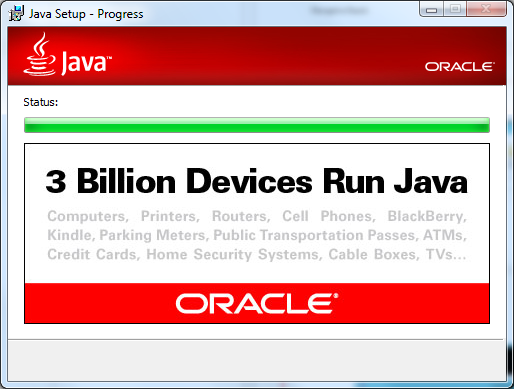 Java Setup - Progress
Java™
ORACLE®
Status:
3 Billion Devices Run Java
Computers, Printers, Routers, Cell Phones, BlackBerry,
Kindle, Parking Meters, Public Transportation Passes, ATMs,
Credit Cards, Home Security Systems, Cable Boxes, TVs...
ORACLE®